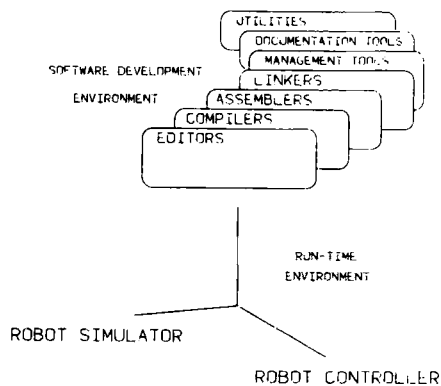 UTILITIES
DOCUMENTATION TOOLS
MANAGEMENT TOOLS
SOFTWARE DEVELOPMENT
ENVIRONMENT
LINKERS
ASSEMBLERS
COMPILERS
EDITORS
RUN-TIME
ENVIRONMENT
ROBOT SIMULATOR
ROBOT CONTROLLER